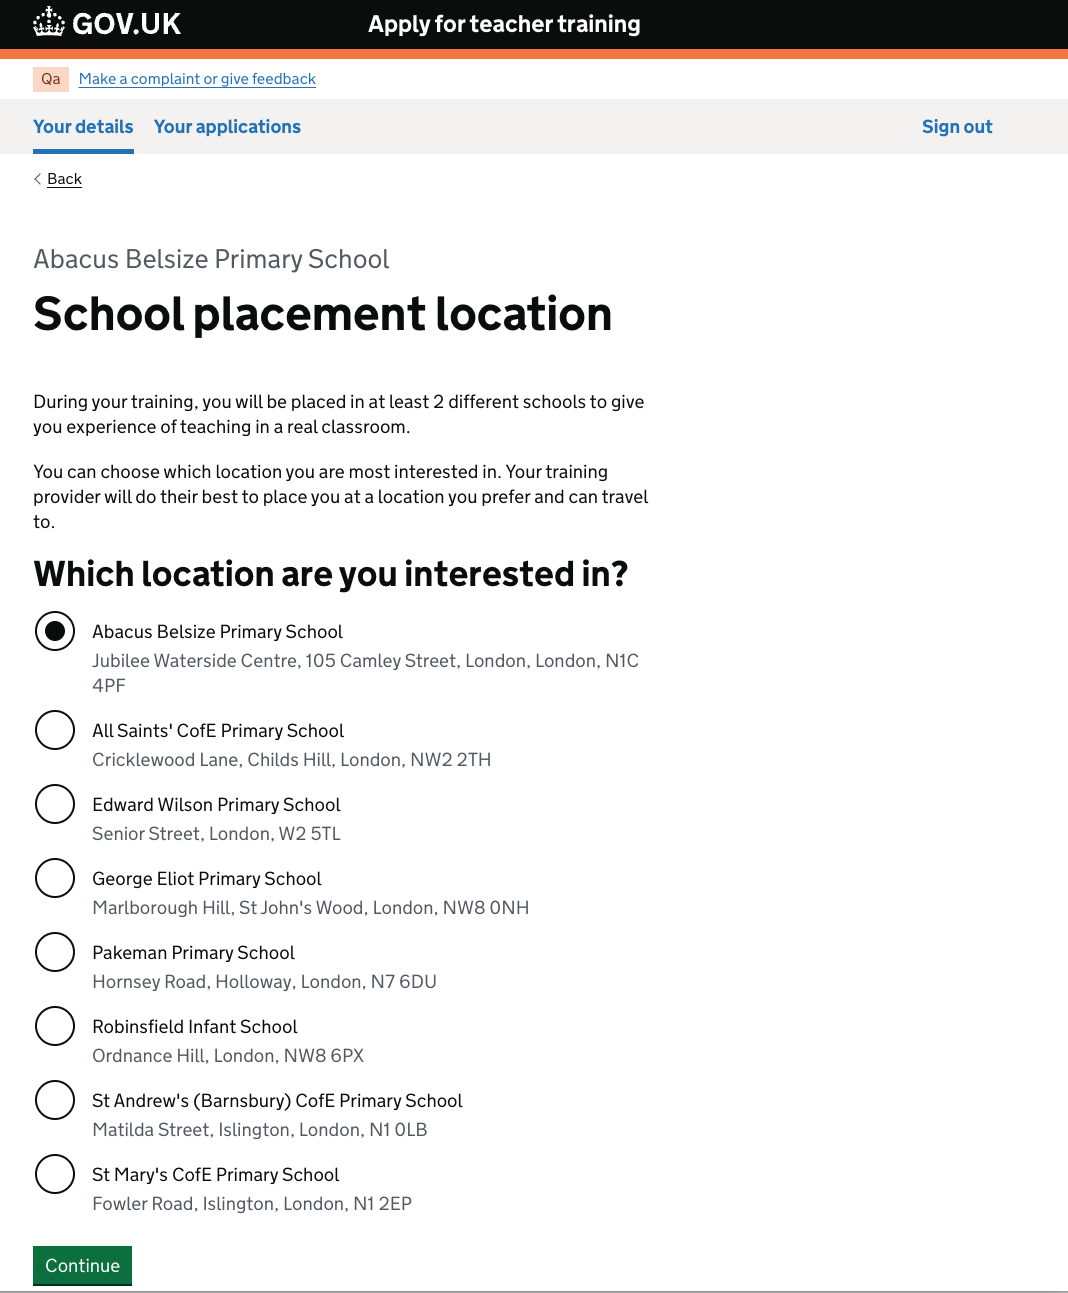 GOV.UK
Apply for teacher training
Qa
Make a complaint or give feedback
Your details
Your applications
Sign out
Back
Abacus Belsize Primary School
School placement location
During your training, you will be placed in at least 2 different schools to give
you experience of teaching in a real classroom.
You can choose which location you are most interested in. Your training
provider will do their best to place you at a location you prefer and can travel
to.
Which location are you interested in?
Abacus Belsize Primary School
Jubilee Waterside Centre, 105 Camley Street, London, London, N1C
4PF
All Saints' CofE Primary School
Cricklewood Lane, Childs Hill, London, NW2 2TH
Edward Wilson Primary School
Senior Street, London, W2 5TL
George Eliot Primary School
Marlborough Hill, St John's Wood, London, NW8 0NH
Pakeman Primary School
Hornsey Road, Holloway, London, N7 6DU
Robinsfield Infant School
Ordnance Hill, London, NW8 6PX
St Andrew's (Barnsbury) CofE Primary School
Matilda Street, Islington, London, N1 0LB
St Mary's CofE Primary School
Fowler Road, Islington, London, N1 2EP
Continue